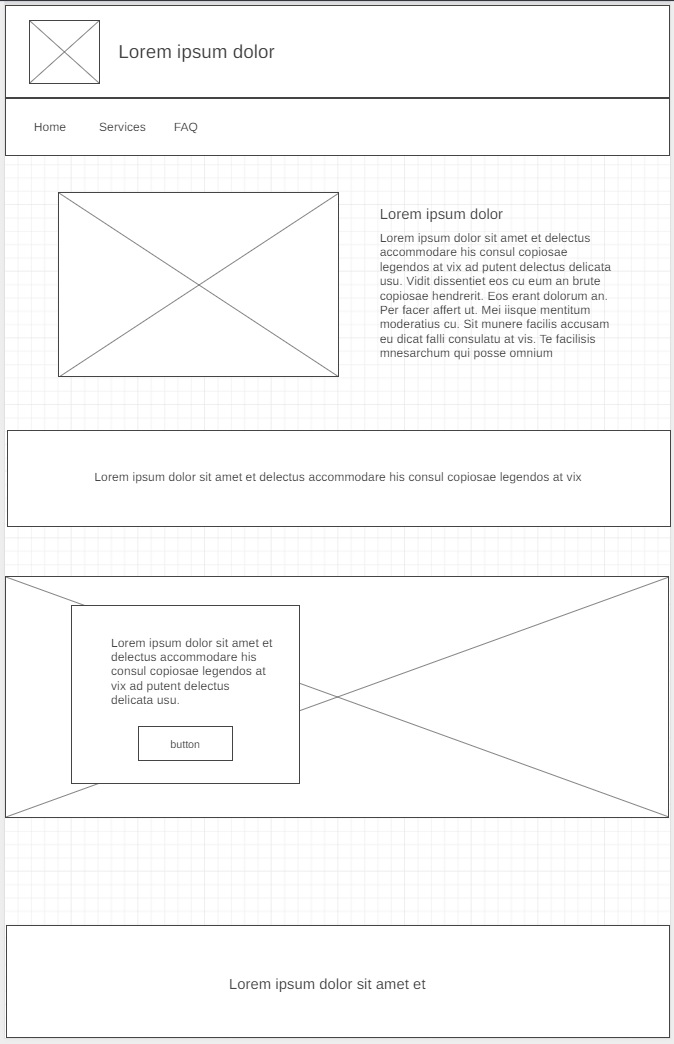 Lorem ipsum dolor
Home
Services
FAQ
Lorem ipsum dolor
Lorem ipsum dolor sit amet et delectus
accommodare his consul copiosae
legendos at vix ad putent delectus delicata
usu. Vidit dissentiet eos cu eum an brute
copiosae hendrerit. Eos erant dolorum an.
Per facer affert ut. Mei iisque mentitum
moderatius cu. Sit munere facilis accusam
eu dicat falli consulatu at vis. Te facilisis
mnesarchum qui posse omnium
Lorem ipsum dolor sit amet et delectus accommodare his consul copiosae legendos at vix
Lorem ipsum dolor sit amet et
delectus accommodare his
consul copiosae legendos at
vix ad putent delectus
delicata usu.
button
Lorem ipsum dolor sit amet et